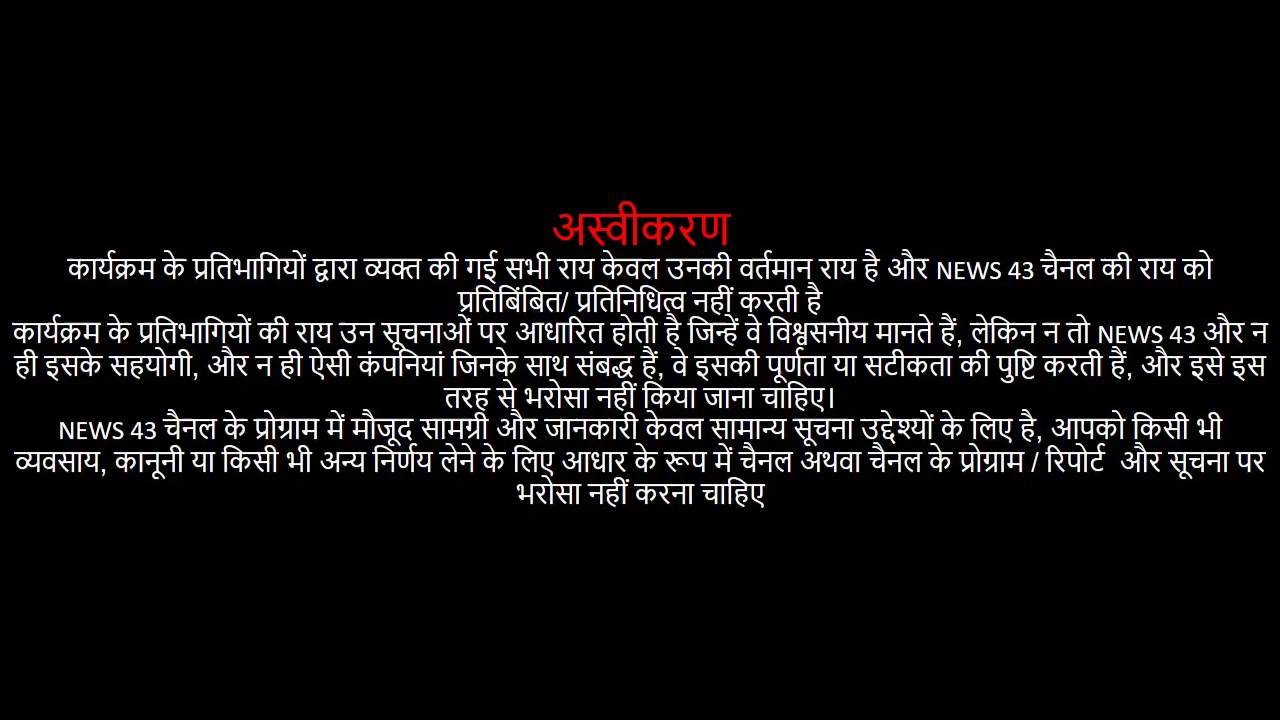 अस्वीकरण
कार्यक्रम के प्रतिभागियों द्वारा व्यक्त की गई सभी राय केवल उनकी वर्तमान राय है और NEWS 43 चैनल की राय को
प्रतिबिंबित/ प्रतिनिधित्व नहीं करती है
कार्यक्रम के प्रतिभागियों की राय उन सूचनाओं पर आधारित होती है जिन्हें वे विश्वसनीय मानते हैं, लेकिन न तो NEWS 43 और न
ही इसके सहयोगी, और न ही ऐसी कंपनियां जिनके साथ संबद्ध हैं, वे इसकी पूर्णता या सटीकता की पुष्टि करती हैं, और इसे इस
तरह से भरोसा नहीं किया जाना चाहिए।
NEWS 43 चैनल के प्रोग्राम में मौजूद सामग्री और जानकारी केवल सामान्य सूचना उद्देश्यों के लिए है, आपको किसी भी
व्यवसाय, कानूनी या किसी भी अन्य निर्णय लेने के लिए आधार के रूप में चैनल अथवा चैनल के प्रोग्राम / रिपोर्ट और सूचना पर
भरोसा नहीं करना चाहिए